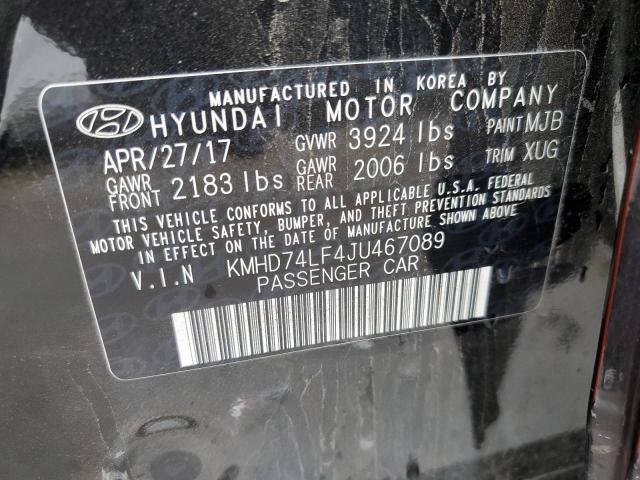 MANUFACTURED IN KOREA BY
HYUNDAI MOTOR COMPANY
APR/27/17 GVWR 3924 lbs PAINT MJB
GAWR FRONT 2183 lbs GAWR REAR 2006 lbs TRIM XUG
THIS VEHICLE CONFORMS TO ALL APPLICABLE U.S.A. FEDERAL
MOTOR VEHICLE SAFETY, BUMPER, AND THEFT PREVENTION STANDARDS
IN EFFECT ON THE DATE OF MANUFACTURE SHOWN ABOVE.
V.I.N KMHD74LF4JU467089
PASSENGER CAR